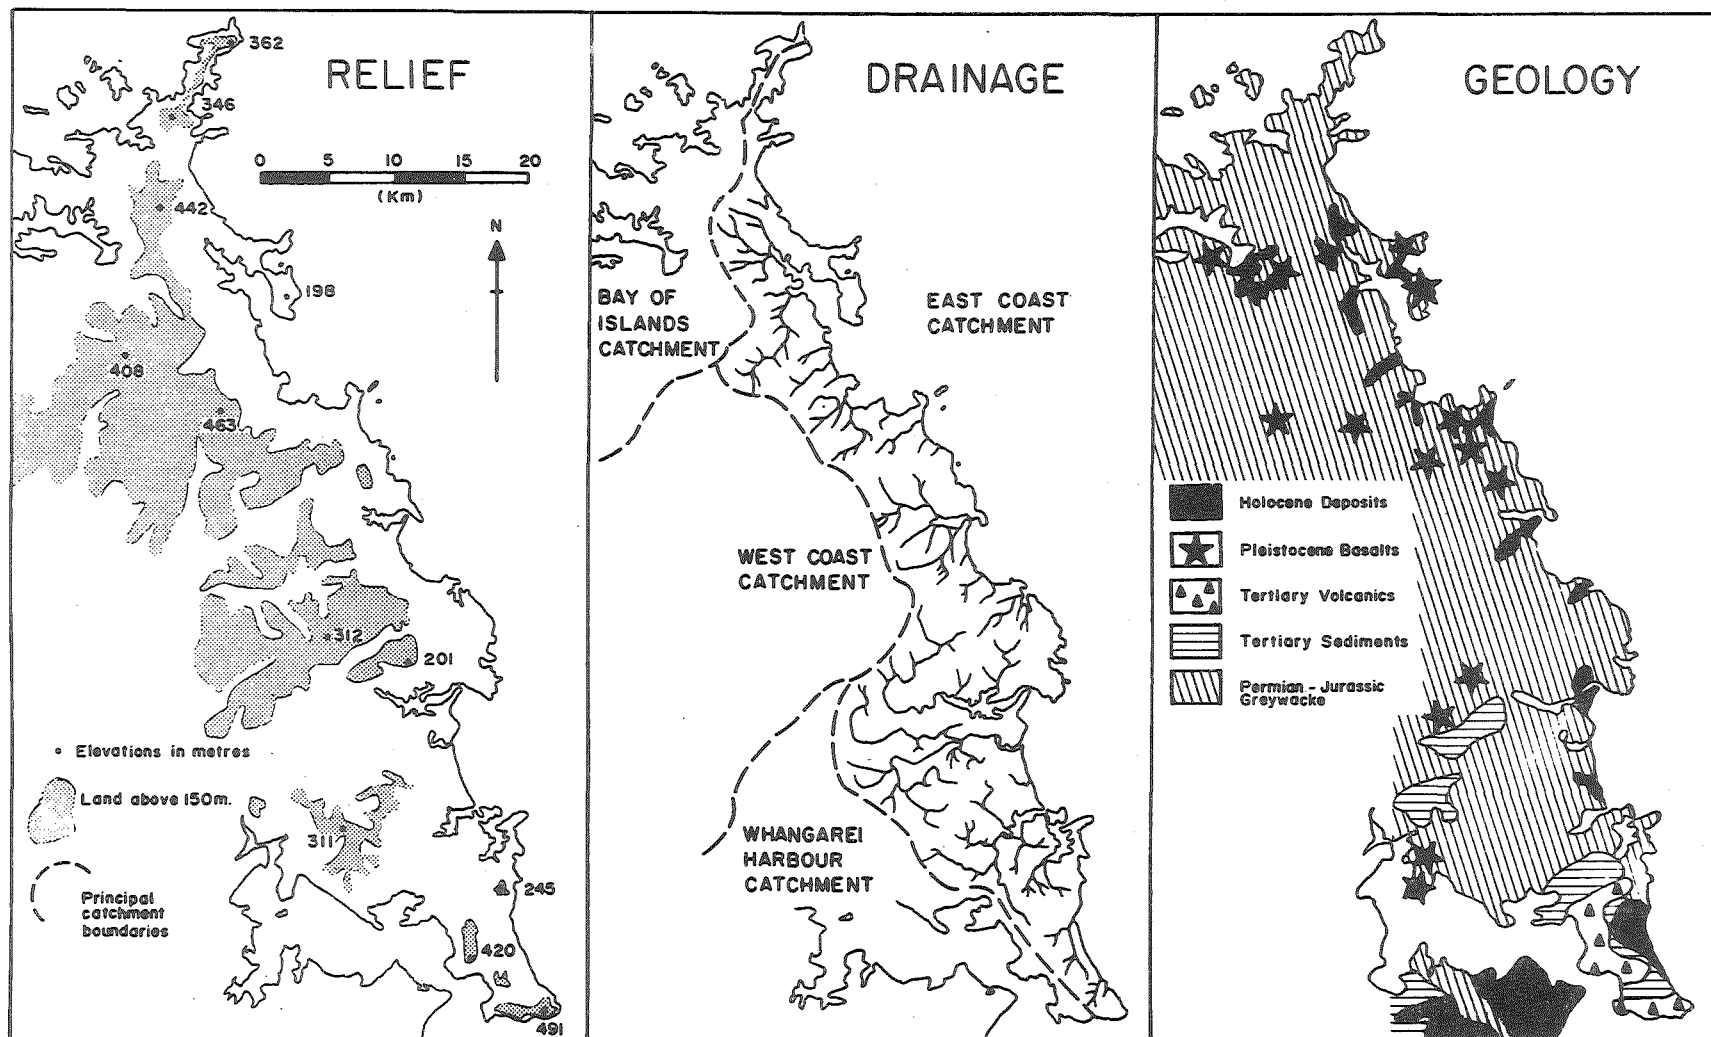 RELIEF
362
346
0 5 10 15 20
(Km)
442
N
198
408
463
312
201
• Elevations in metres
Land above 150m.
311
245
Principal
catchment
boundaries
420
491
DRAINAGE
BAY OF
ISLANDS
CATCHMENT
EAST COAST
CATCHMENT
WEST COAST
CATCHMENT
WHANGAREI
HARBOUR
CATCHMENT
GEOLOGY
Holocene Deposits
Pleistocene Basalts
Tertiary Volcanics
Tertiary Sediments
Permian - Jurassic
Greywacke